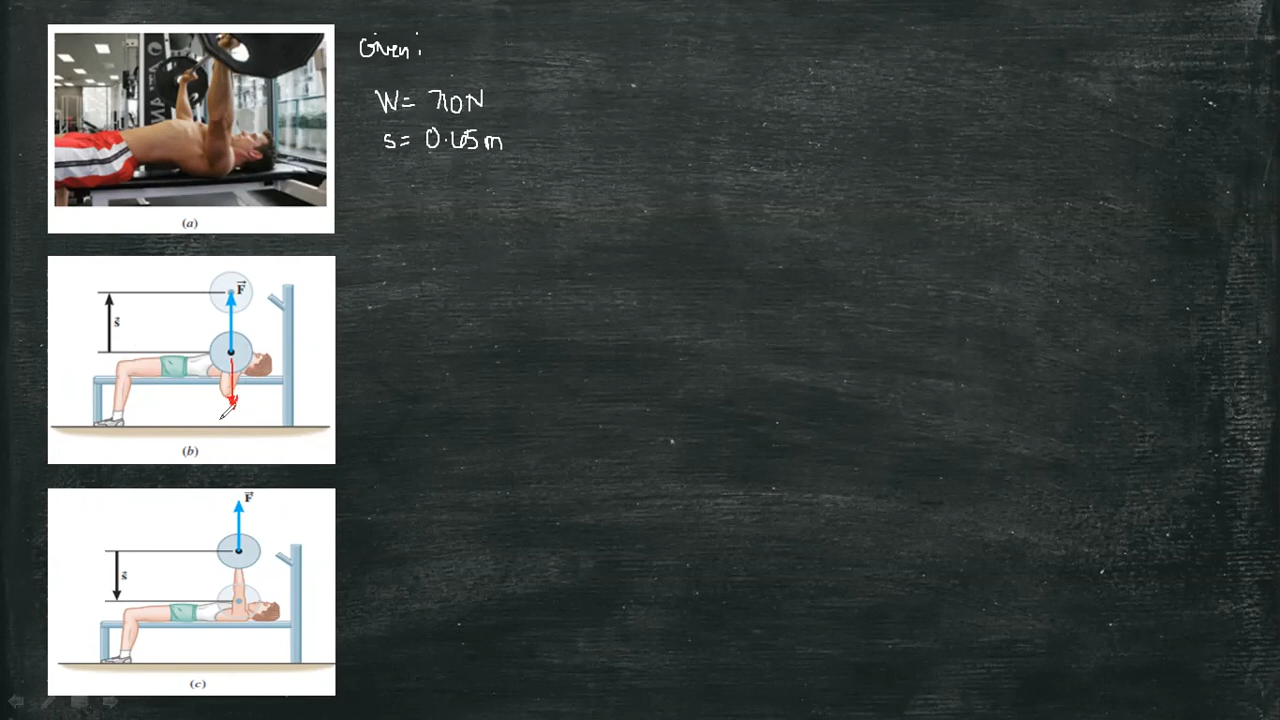 Given:
W = 710N
s = 0.65m
(a)
F
s
(b)
F
s
(c)